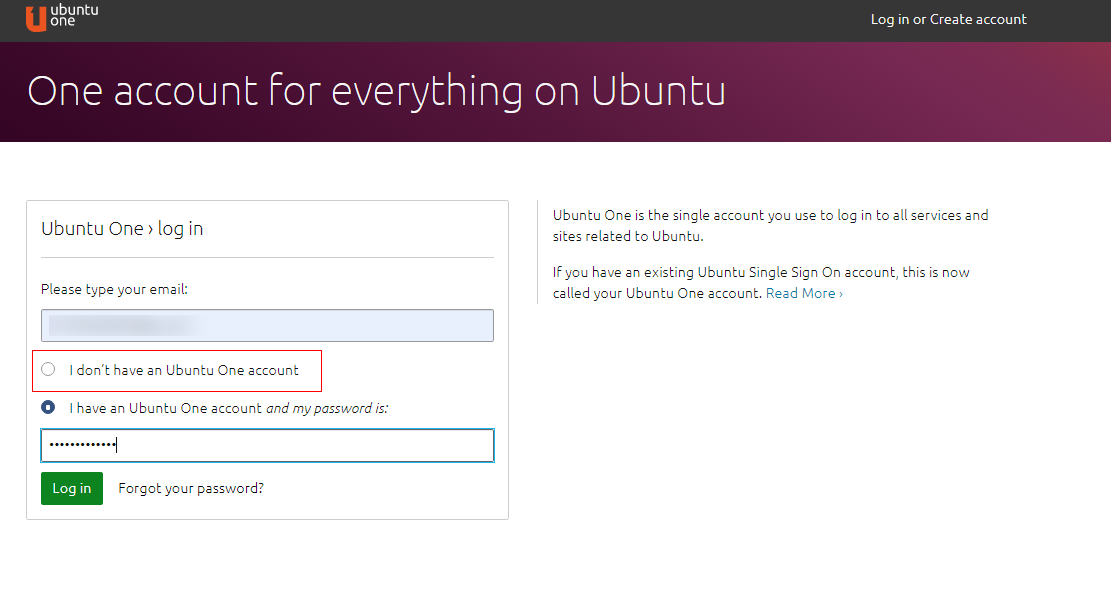 ubuntu
one
Log in or Create account
One account for everything on Ubuntu
Ubuntu One › log in
Please type your email:
I don’t have an Ubuntu One account
I have an Ubuntu One account and my password is:
•••••••••••••
Log in
Forgot your password?
Ubuntu One is the single account you use to log in to all services and
sites related to Ubuntu.
If you have an existing Ubuntu Single Sign On account, this is now
called your Ubuntu One account. Read More ›